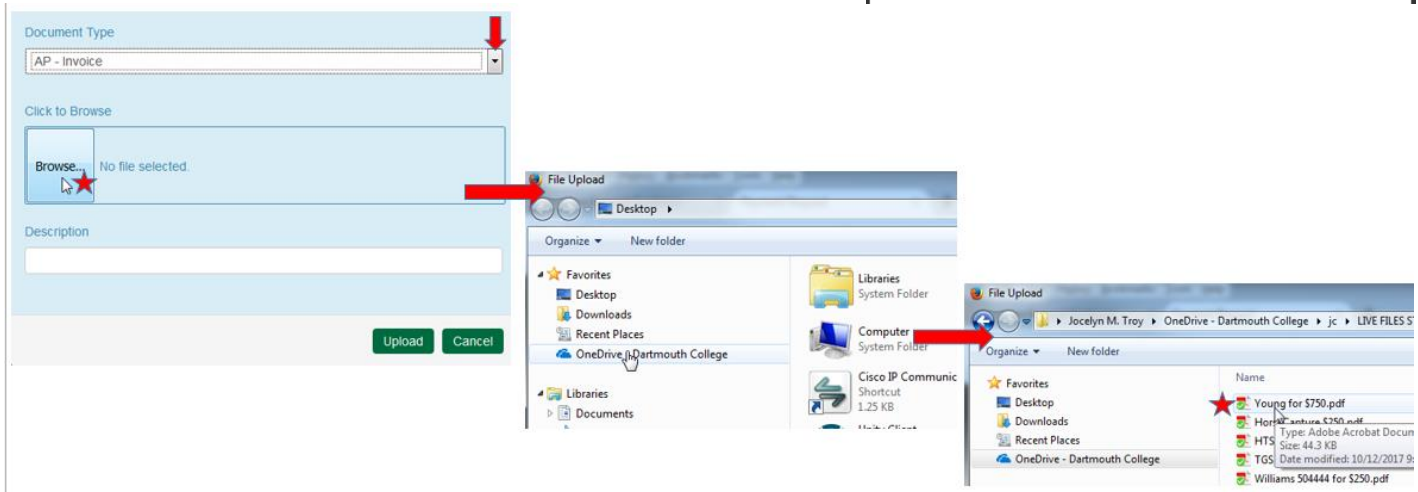 Document Type
AP - Invoice
Click to Browse
Browse... No file selected.
Description
Upload Cancel
File Upload
Desktop
Organize New folder
Favorites
Desktop
Downloads
Recent Places
OneDrive - Dartmouth College
Libraries
Documents
Libraries
System Folder
Computer
System Folder
Cisco IP Communic
Shortcut
1.25 KB
File Upload
Jocelyn M. Troy OneDrive - Dartmouth College jc LIVE FILES ST
Organize New folder
Favorites
Desktop
Downloads
Recent Places
OneDrive - Dartmouth College
Name
Young for $750.pdf
$250.pdf
HTS
TGS
Williams 504444 for $250.pdf
Type: Adobe Acrobat Docum
Size: 44.3 KB
Date modified: 10/12/2017 9: